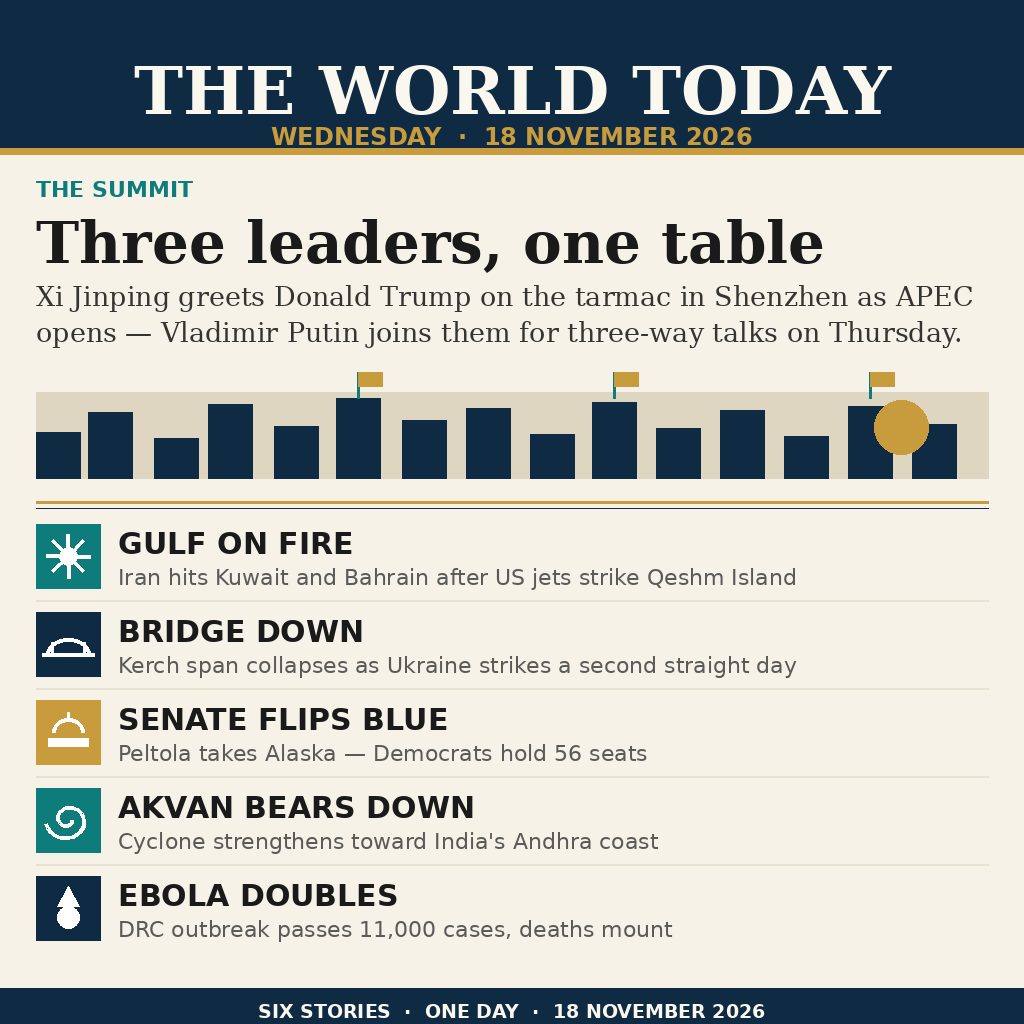 THE WORLD TODAY
WEDNESDAY · 18 NOVEMBER 2026
THE SUMMIT
Three leaders, one table
Xi Jinping greets Donald Trump on the tarmac in Shenzhen as APEC
opens — Vladimir Putin joins them for three-way talks on Thursday.
GULF ON FIRE
Iran hits Kuwait and Bahrain after US jets strike Qeshm Island
BRIDGE DOWN
Kerch span collapses as Ukraine strikes a second straight day
SENATE FLIPS BLUE
Peltola takes Alaska — Democrats hold 56 seats
AKVAN BEARS DOWN
Cyclone strengthens toward India's Andhra coast
EBOLA DOUBLES
DRC outbreak passes 11,000 cases, deaths mount
SIX STORIES · ONE DAY · 18 NOVEMBER 2026